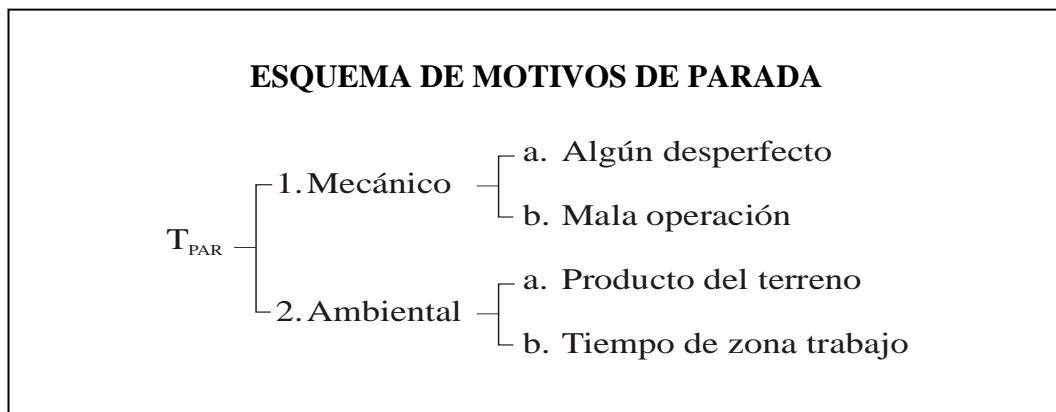 ESQUEMA DE MOTIVOS DE PARADA
a. Algún desperfecto
1. Mecánico
b. Mala operación
TPAR
a. Producto del terreno
2. Ambiental
b. Tiempo de zona trabajo